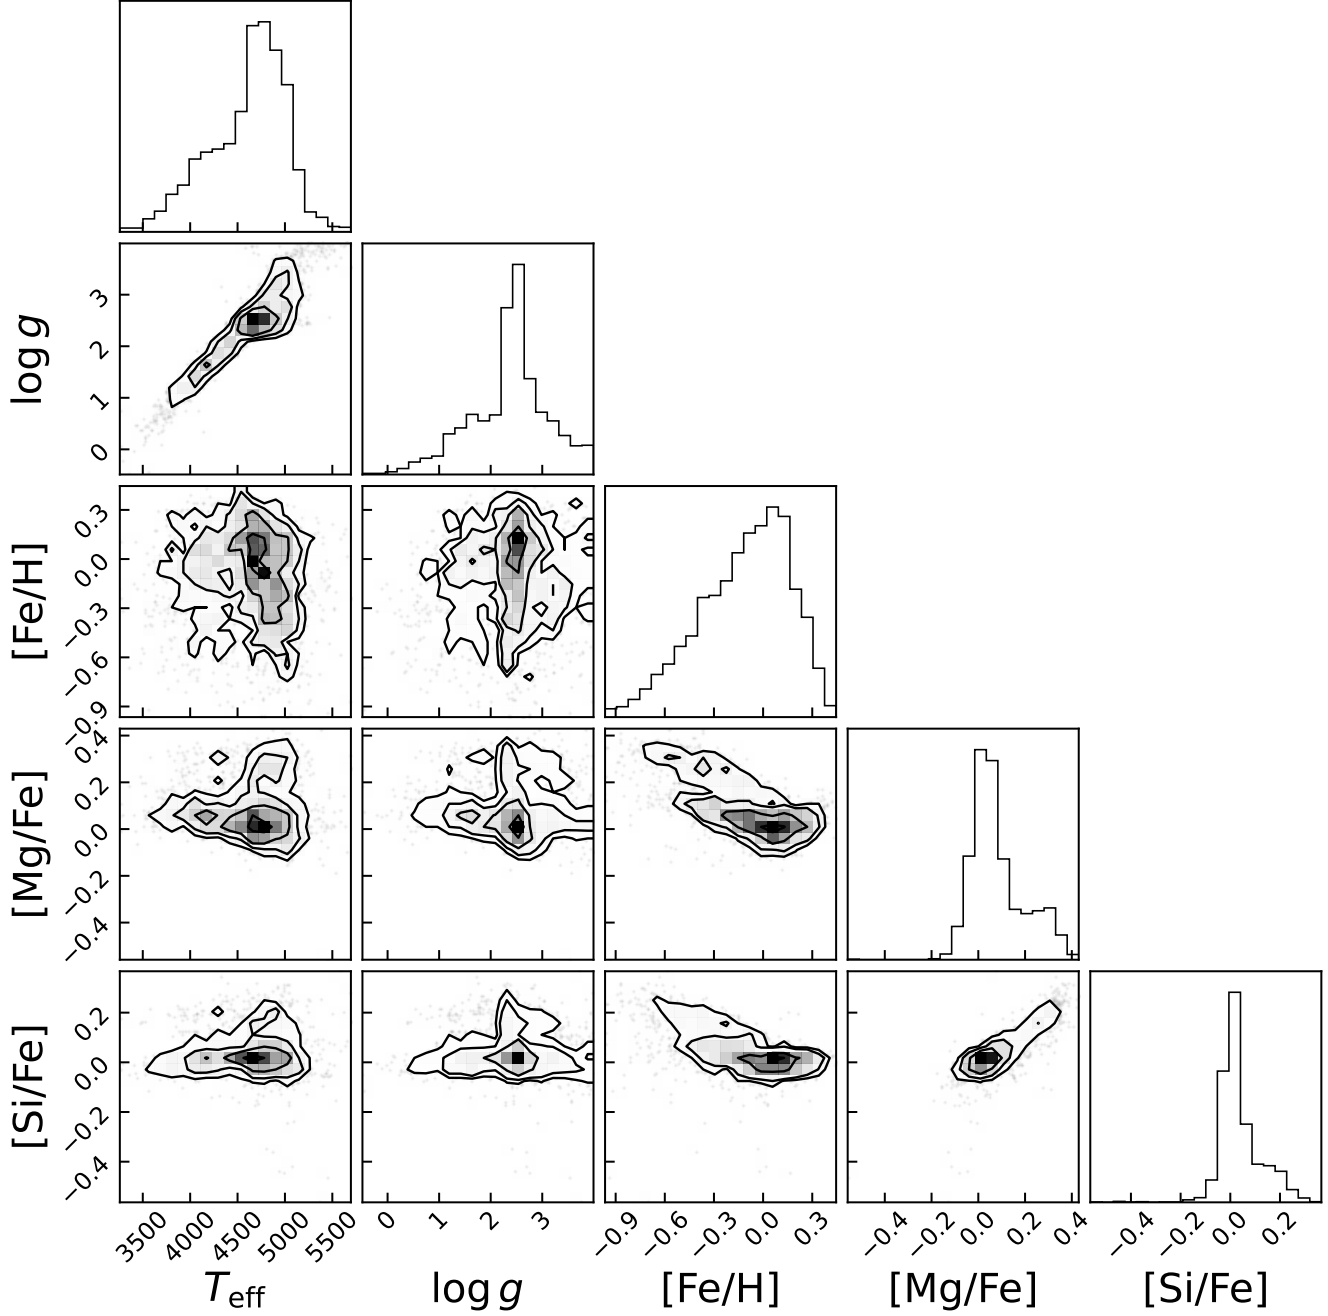 log g
3
2
1
0
[Fe/H]
0.3
0.0
−0.3
−0.6
−0.9
[Mg/Fe]
0.4
0.2
0.0
−0.2
−0.4
[Si/Fe]
0.2
0.0
−0.2
−0.4
3500 4000 4500 5000 5500
0 1 2 3
−0.9 −0.6 −0.3 0.0 0.3
−0.4 −0.2 0.0 0.2 0.4
−0.4 −0.2 0.0 0.2
Teff log g [Fe/H] [Mg/Fe] [Si/Fe]